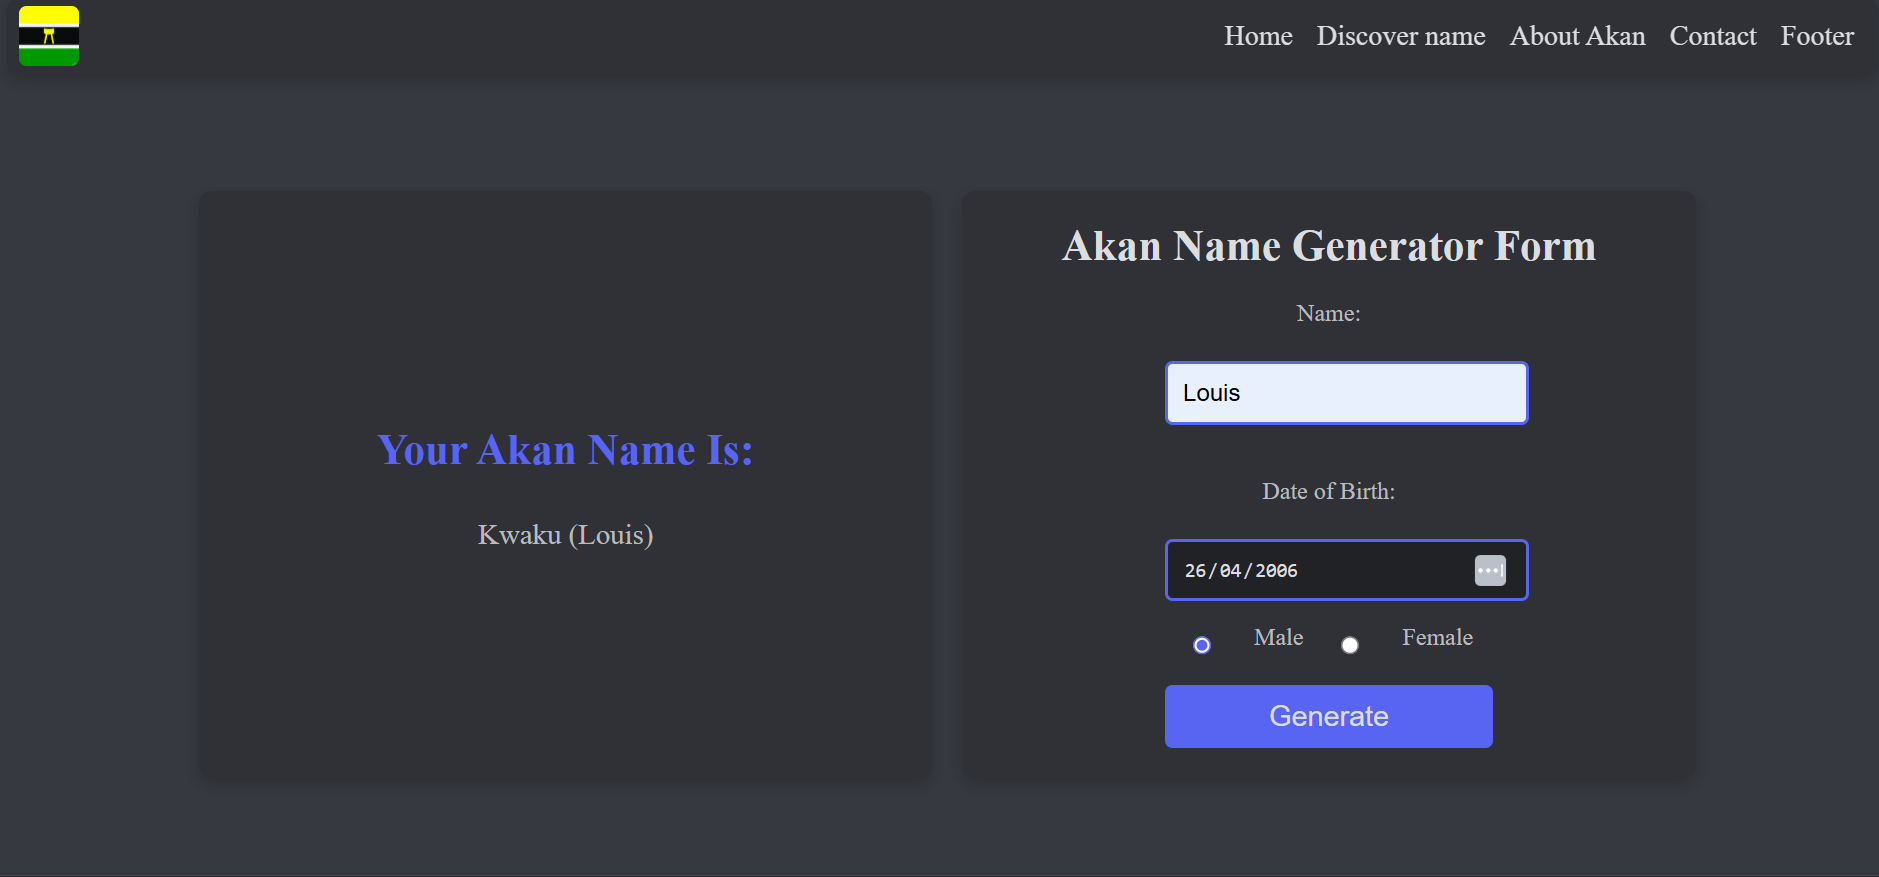 Home Discover name About Akan Contact Footer
Your Akan Name Is:
Kwaku (Louis)
Akan Name Generator Form
Name:
Louis
Date of Birth:
26/04/2006
Male Female
Generate